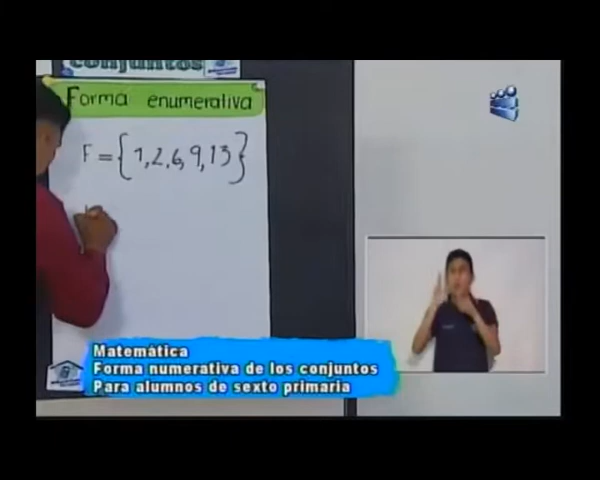 conjuntos
Forma enumerativa
F = {1,2,6,9,13}
Matemática
Forma numerativa de los conjuntos
Para alumnos de sexto primaria